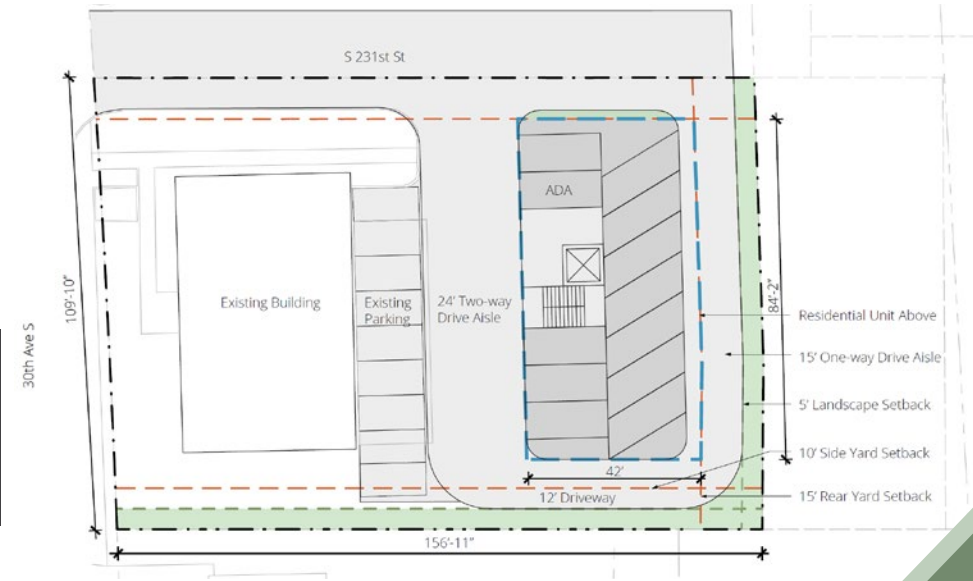 S 231st St
ADA
109'-10"
30th Ave S
Existing Building
Existing
Parking
24' Two-way
Drive Aisle
84'-2"
Residential Unit Above
15' One-way Drive Aisle
5' Landscape Setback
10' Side Yard Setback
15' Rear Yard Setback
42'
12' Driveway
156'-11"